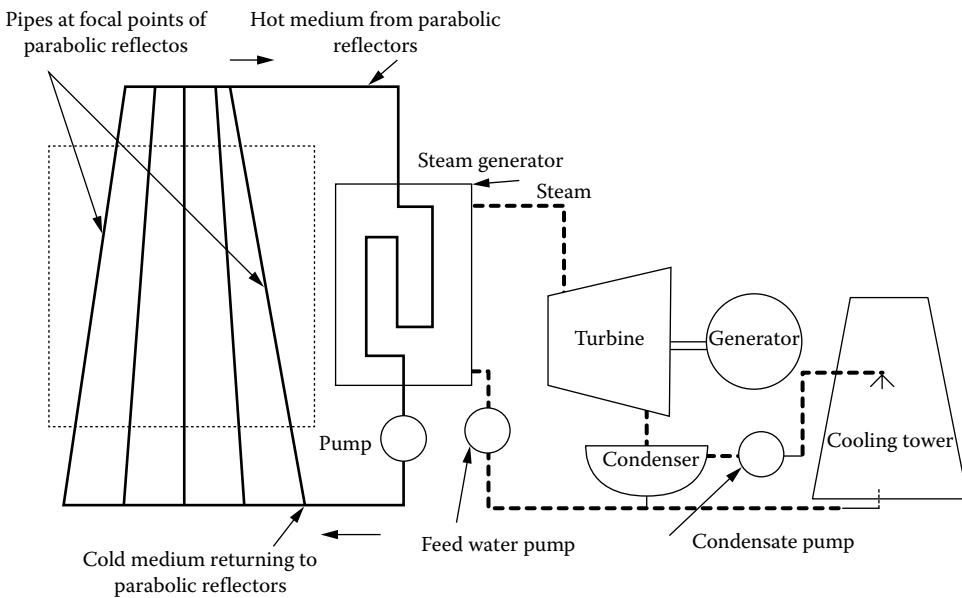 Pipes at focal points of
parabolic reflectos
Hot medium from parabolic
reflectors
Steam generator
Steam
Turbine
Generator
Pump
Condenser
Cooling tower
Feed water pump
Condensate pump
Cold medium returning to
parabolic reflectors